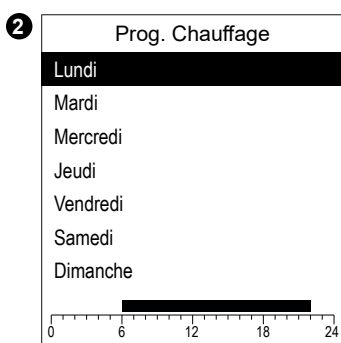 2
Prog. Chauffage
Lundi
Mardi
Mercredi
Jeudi
Vendredi
Samedi
Dimanche
0 6 12 18 24